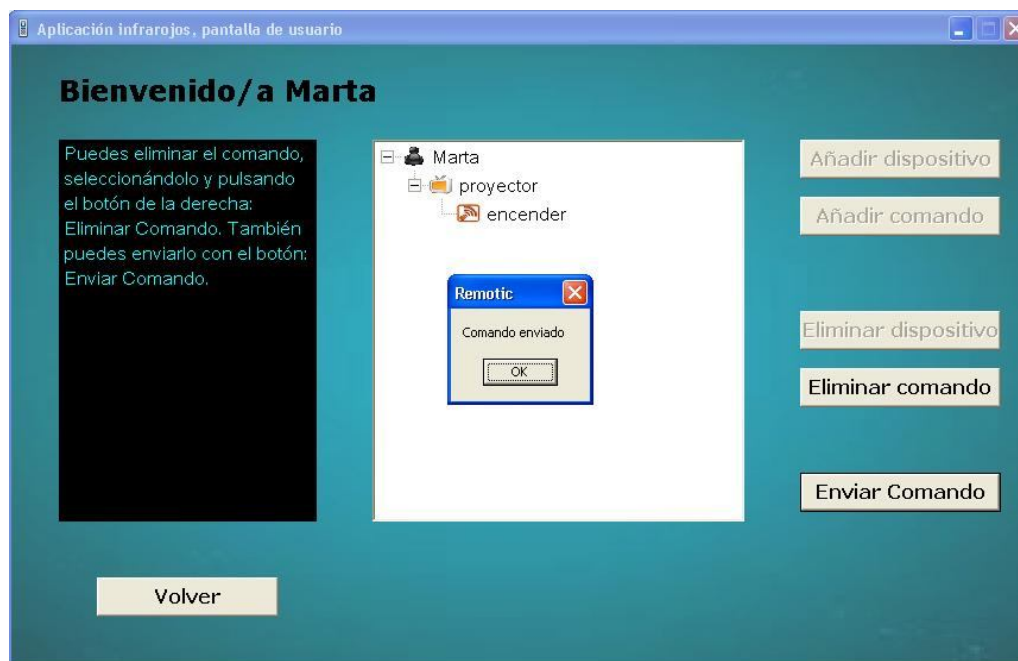 Aplicación infrarojos, pantalla de usuario
Bienvenido/a Marta
Puedes eliminar el comando,
seleccionándolo y pulsando
el botón de la derecha:
Eliminar Comando. También
puedes enviarlo con el botón:
Enviar Comando.
Marta
proyector
encender
Remotic
Comando enviado
OK
Añadir dispositivo
Añadir comando
Eliminar dispositivo
Eliminar comando
Enviar Comando
Volver